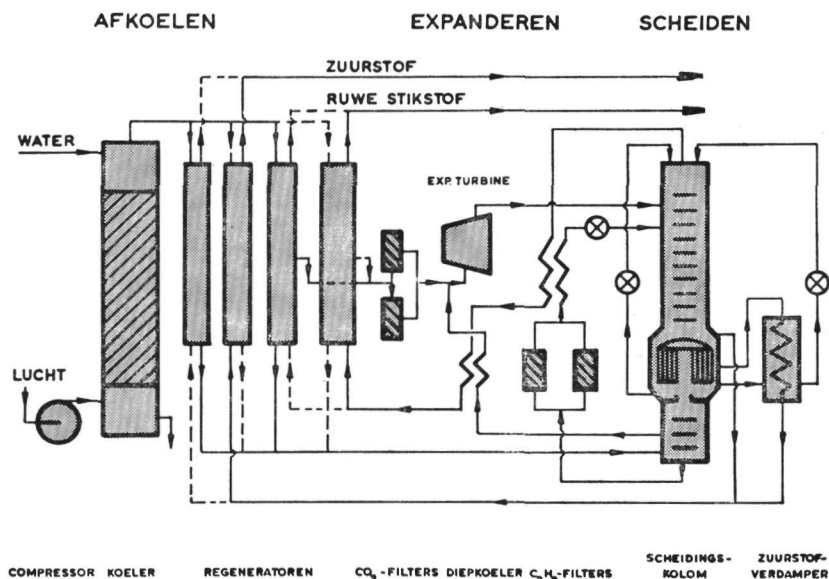 AFKOELEN EXPANDEREN SCHEIDEN
ZUURSTOF
RUWE STIKSTOF
WATER
EXP. TURBINE
LUCHT
COMPRESSOR KOELER REGENERATOREN CO₂-FILTERS DIEPKOELER C₂H₂-FILTERS SCHEIDINGS-KOLOM ZUURSTOF-VERDAMPER